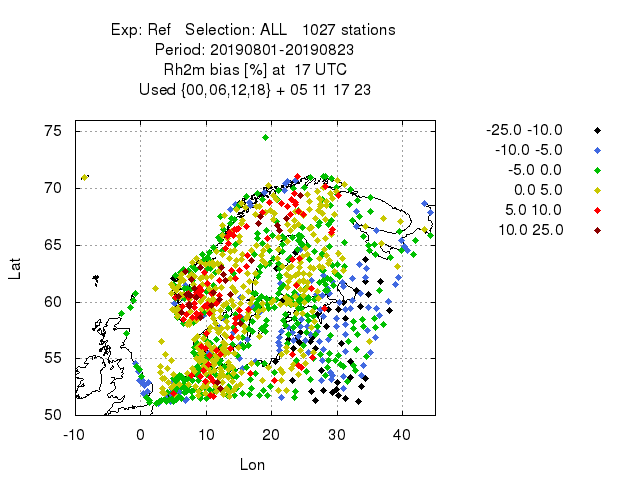 Exp: Ref   Selection: ALL   1027 stations
Period: 20190801-20190823
Rh2m bias [%] at  17 UTC
Used {00,06,12,18} + 05 11 17 23
-25.0 -10.0
-10.0 -5.0
-5.0 0.0
0.0 5.0
5.0 10.0
10.0 25.0
75
70
65
60
55
50
Lat
-10 0 10 20 30 40
Lon